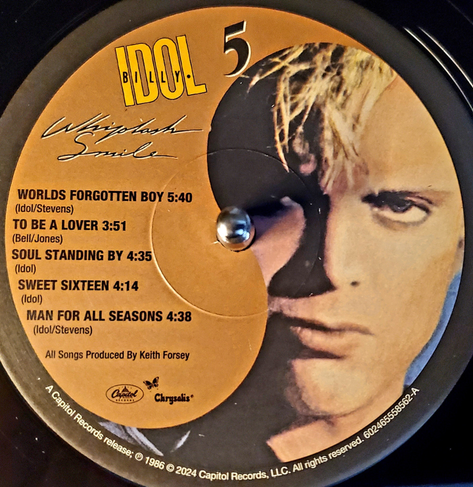 BILLY.
IDOL
5
Whiplash
Smile
WORLDS FORGOTTEN BOY 5:40
(Idol/Stevens)
TO BE A LOVER 3:51
(Bell/Jones)
SOUL STANDING BY 4:35
(Idol)
SWEET SIXTEEN 4:14
(Idol)
MAN FOR ALL SEASONS 4:38
(Idol/Stevens)
All Songs Produced By Keith Forsey
Capitol
RECORDS
Chrysalis®
A Capitol Records release; ℗ 1986 © 2024 Capitol Records, LLC. All rights reserved. 602465558562-A